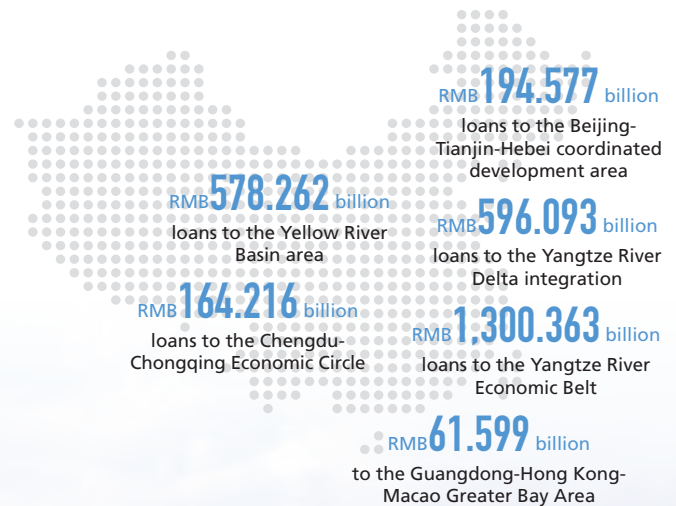 RMB194.577 billion
loans to the Beijing-
Tianjin-Hebei coordinated
development area
RMB578.262 billion
loans to the Yellow River
Basin area
RMB596.093 billion
loans to the Yangtze River
Delta integration
RMB164.216 billion
loans to the Chengdu-
Chongqing Economic Circle
RMB1,300.363 billion
loans to the Yangtze River
Economic Belt
RMB61.599 billion
to the Guangdong-Hong Kong-
Macao Greater Bay Area